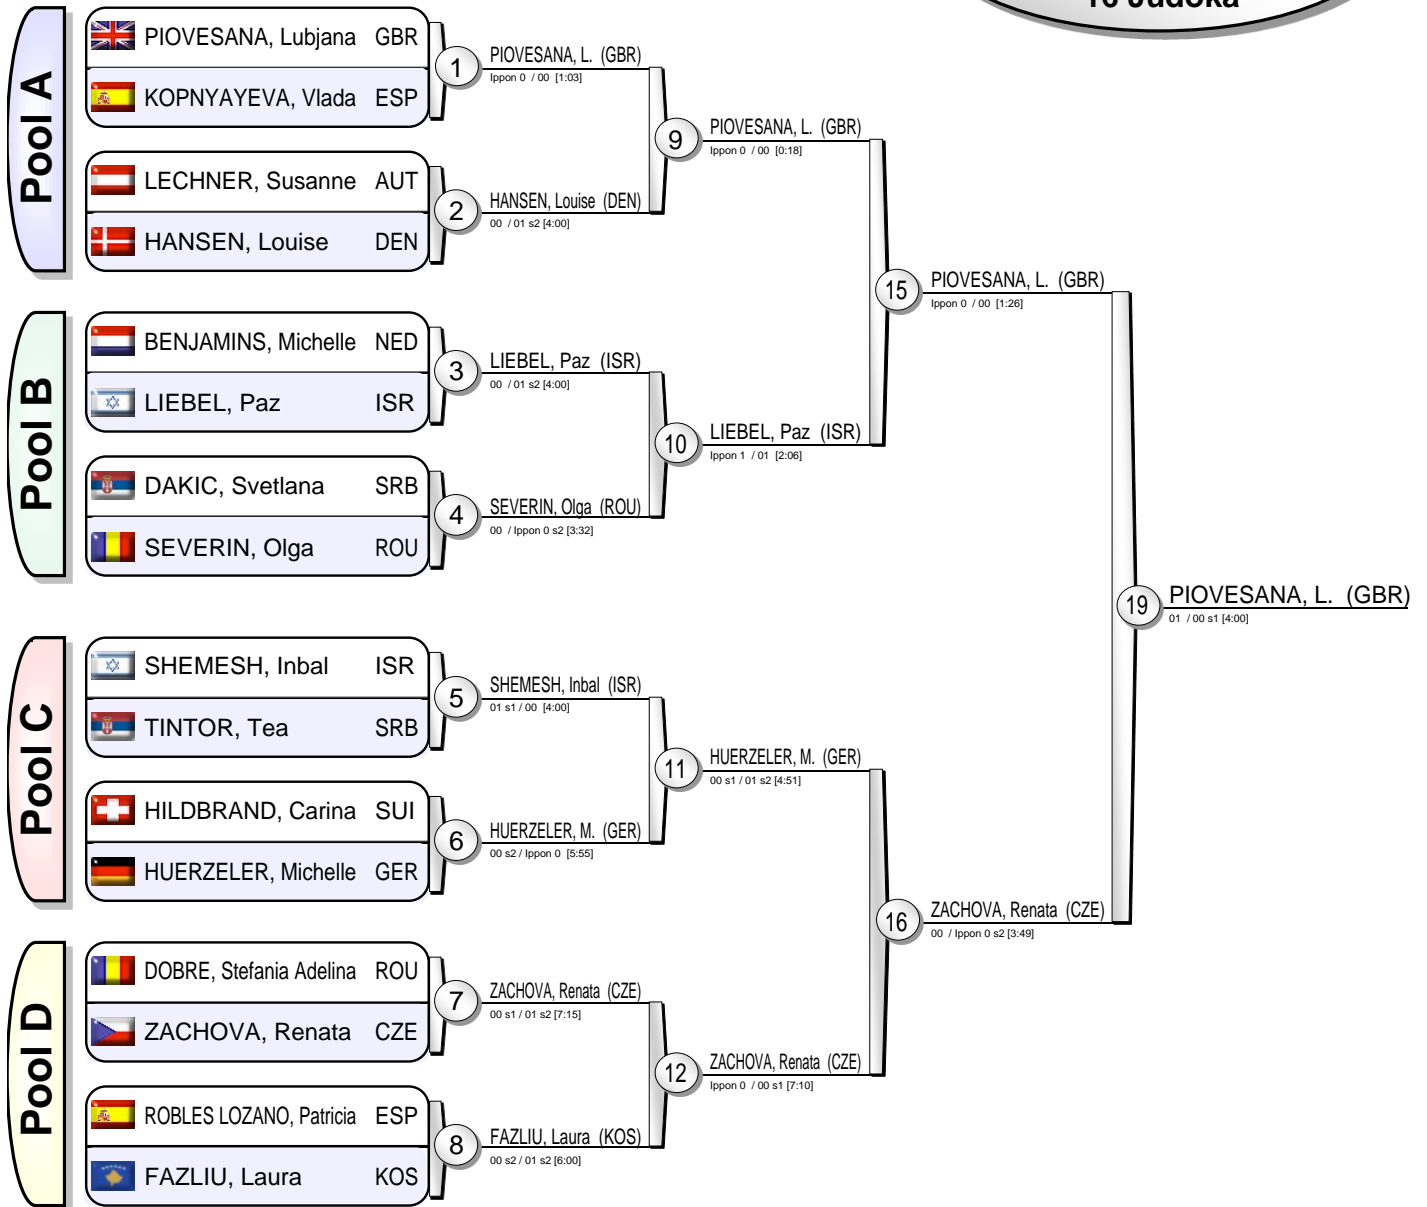 16 Judoka
Pool A
PIOVESANA, Lubjana GBR
KOPNYAYEVA, Vlada ESP
LECHNER, Susanne AUT
HANSEN, Louise DEN
1
PIOVESANA, L. (GBR)
Ippon 0 / 00 [1:03]
2
HANSEN, Louise (DEN)
00 / 01 s2 [4:00]
9
PIOVESANA, L. (GBR)
Ippon 0 / 00 [0:18]
Pool B
BENJAMINS, Michelle NED
LIEBEL, Paz ISR
DAKIC, Svetlana SRB
SEVERIN, Olga ROU
3
LIEBEL, Paz (ISR)
00 / 01 s2 [4:00]
4
SEVERIN, Olga (ROU)
00 / Ippon 0 s2 [3:32]
10
LIEBEL, Paz (ISR)
Ippon 1 / 01 [2:06]
15
PIOVESANA, L. (GBR)
Ippon 0 / 00 [1:26]
Pool C
SHEMESH, Inbal ISR
TINTOR, Tea SRB
HILDBRAND, Carina SUI
HUERZELER, Michelle GER
5
SHEMESH, Inbal (ISR)
01 s1 / 00 [4:00]
6
HUERZELER, M. (GER)
00 s2 / Ippon 0 [5:55]
11
HUERZELER, M. (GER)
00 s1 / 01 s2 [4:51]
Pool D
DOBRE, Stefania Adelina ROU
ZACHOVA, Renata CZE
ROBLES LOZANO, Patricia ESP
FAZLIU, Laura KOS
7
ZACHOVA, Renata (CZE)
00 s1 / 01 s2 [7:15]
8
FAZLIU, Laura (KOS)
00 s2 / 01 s2 [6:00]
12
ZACHOVA, Renata (CZE)
Ippon 0 / 00 s1 [7:10]
16
ZACHOVA, Renata (CZE)
00 / Ippon 0 s2 [3:49]
19
PIOVESANA, L. (GBR)
01 / 00 s1 [4:00]